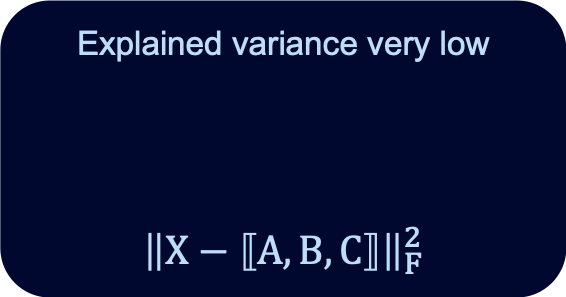 Explained variance very low
‖X − ⟦A, B, C⟧‖²_F